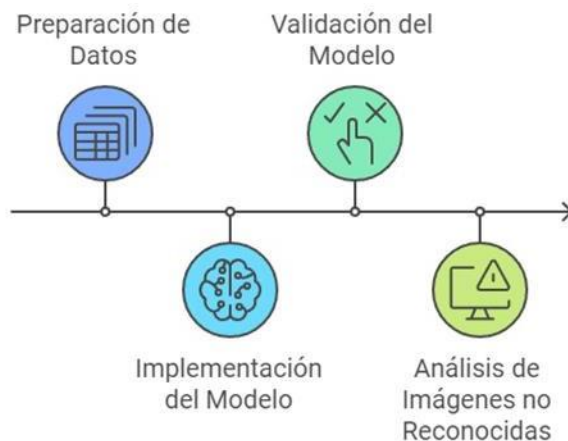 Preparación de
Datos
Validación del
Modelo
Implementación
del Modelo
Análisis de
Imágenes no
Reconocidas